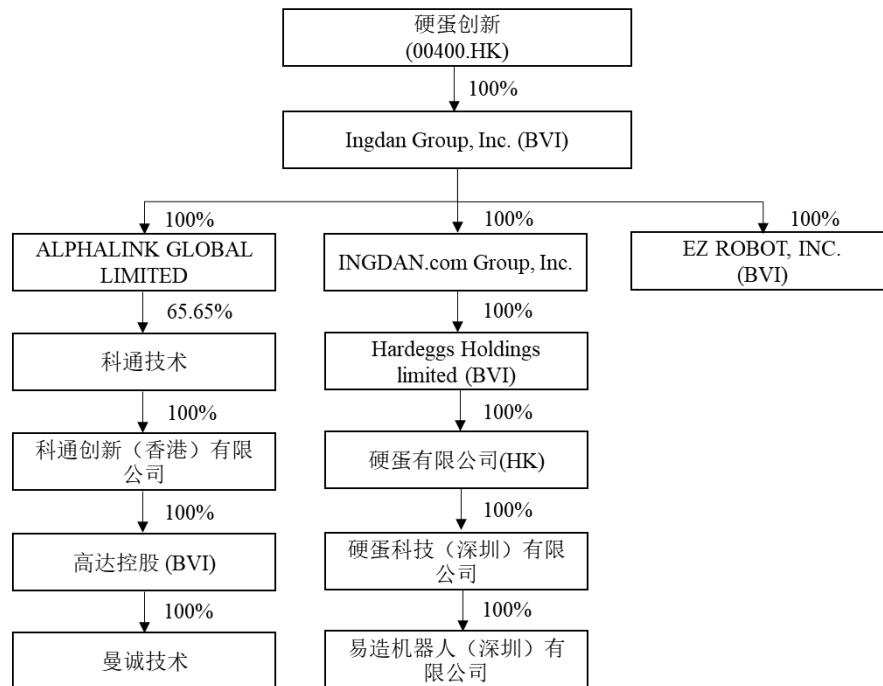 硬蛋创新
(00400.HK)
100%
Ingdan Group, Inc. (BVI)
100%
100%
100%
ALPHALINK GLOBAL
LIMITED
INGDAN.com Group, Inc.
EZ ROBOT, INC.
(BVI)
65.65%
100%
科通技术
Hardeggs Holdings
limited (BVI)
100%
100%
科通创新（香港）有限
公司
硬蛋有限公司(HK)
100%
100%
高达控股 (BVI)
硬蛋科技（深圳）有限
公司
100%
100%
曼诚技术
易造机器人（深圳）有
限公司